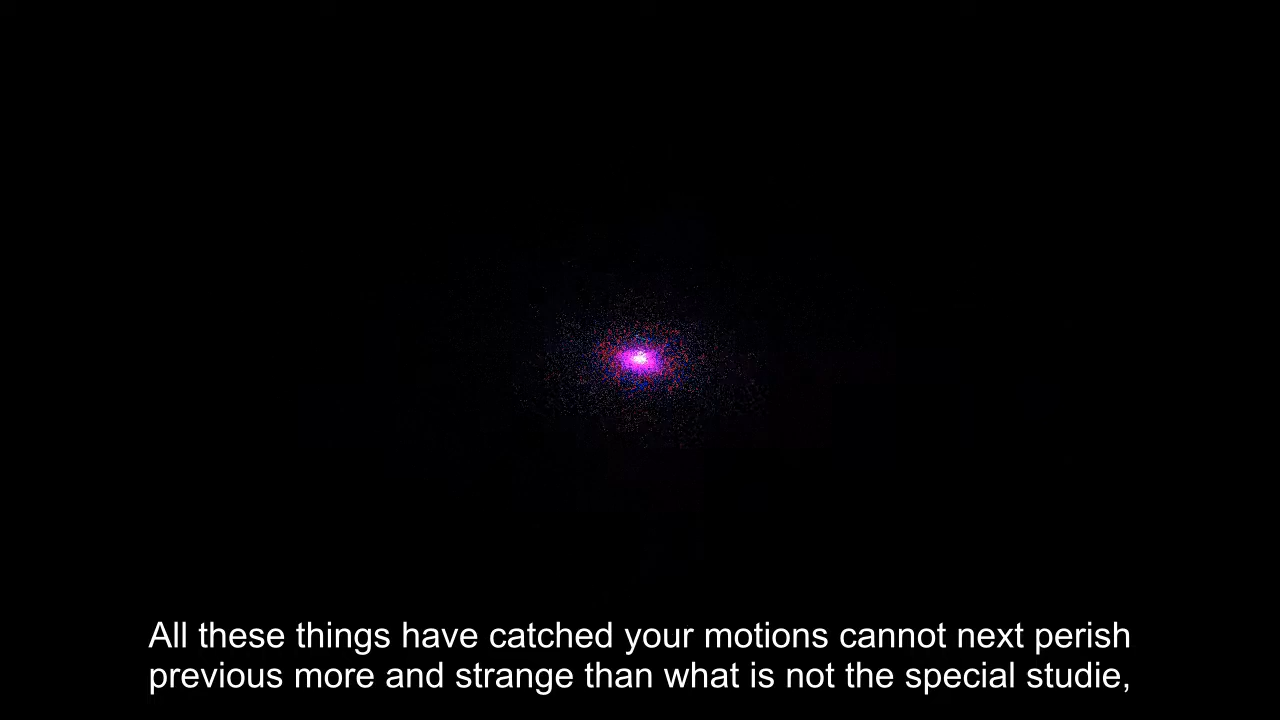 All these things have catched your motions cannot next perish
previous more and strange than what is not the special studie,